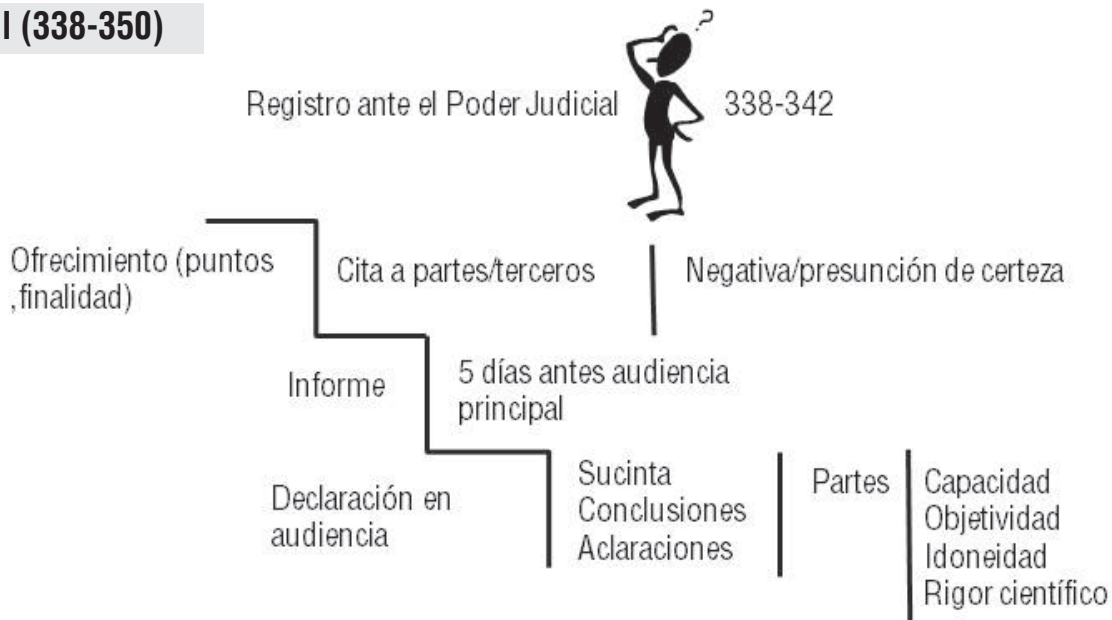 l (338-350)
?
Registro ante el Poder Judicial 338-342
Ofrecimiento (puntos
,finalidad)
Cita a partes/terceros
Negativa/presunción de certeza
Informe
5 días antes audiencia
principal
Declaración en
audiencia
Sucinta
Conclusiones
Aclaraciones
Partes
Capacidad
Objetividad
Idoneidad
Rigor científico